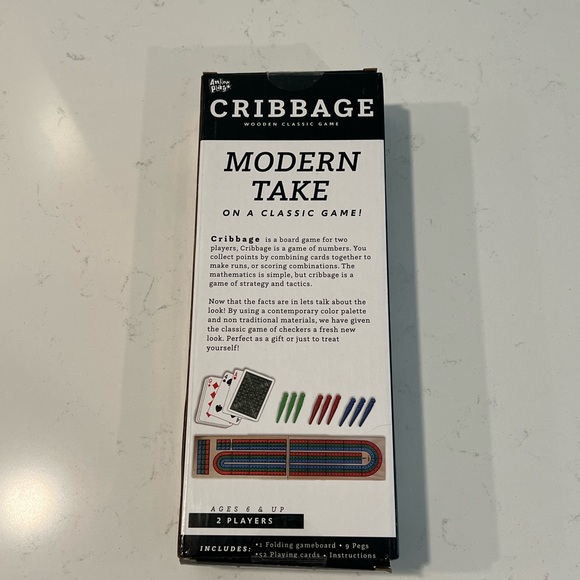 Anjou
play
CRIBBAGE
WOODEN CLASSIC GAME
MODERN
TAKE
ON A CLASSIC GAME!
Cribbage is a board game for two
players, Cribbage is a game of numbers. You
collect points by combining cards together to
make runs, or scoring combinations. The
mathematics is simple, but cribbage is a
game of strategy and tactics.
Now that the facts are in lets talk about the
look! By using a contemporary color palette
and non traditional materials, we have given
the classic game of checkers a fresh new
look. Perfect as a gift or just to treat
yourself!
AGES 6 & UP
2 PLAYERS
INCLUDES: •1 Folding gameboard • 9 Pegs
•52 Playing cards • Instructions